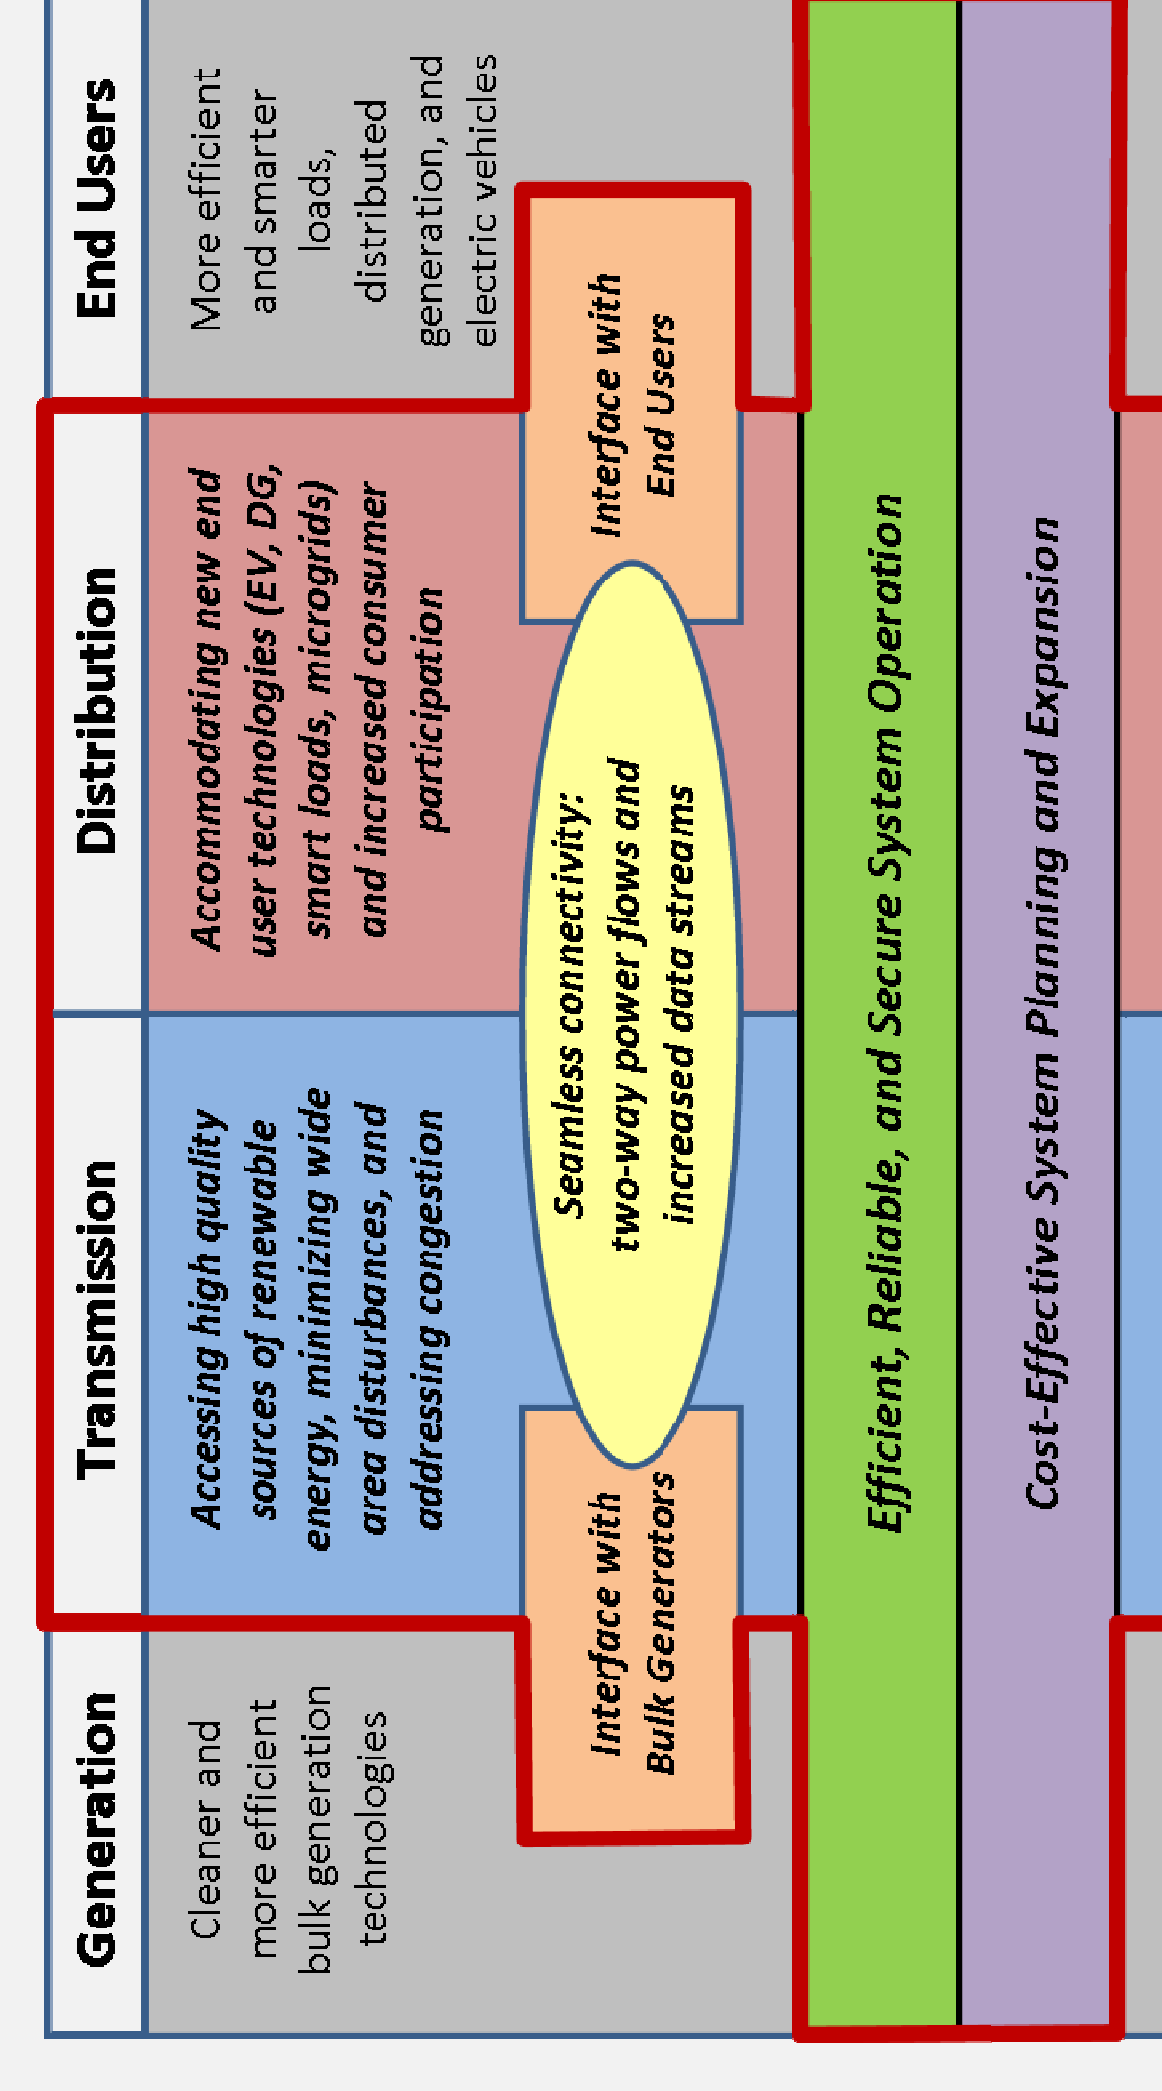 Generation
Transmission
Distribution
End Users
Cleaner and
more efficient
bulk generation
technologies
Accessing high quality
sources of renewable
energy, minimizing wide
area disturbances, and
addressing congestion
Accommodating new end
user technologies (EV, DG,
smart loads, microgrids)
and increased consumer
participation
More efficient
and smarter
loads,
distributed
generation, and
electric vehicles
Interface with
Bulk Generators
Seamless connectivity:
two-way power flows and
increased data streams
Interface with
End Users
Efficient, Reliable, and Secure System Operation
Cost-Effective System Planning and Expansion